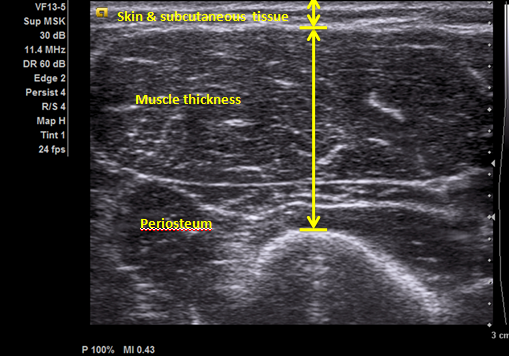 VF13-5
Sup MSK
30 dB
11.4 MHz
DR 60 dB
Edge 2
Persist 4
R/S 4
Map H
Tint 1
24 fps
Skin & subcutaneous tissue
Muscle thickness
Periosteum
3 cm
P 100% MI 0.43